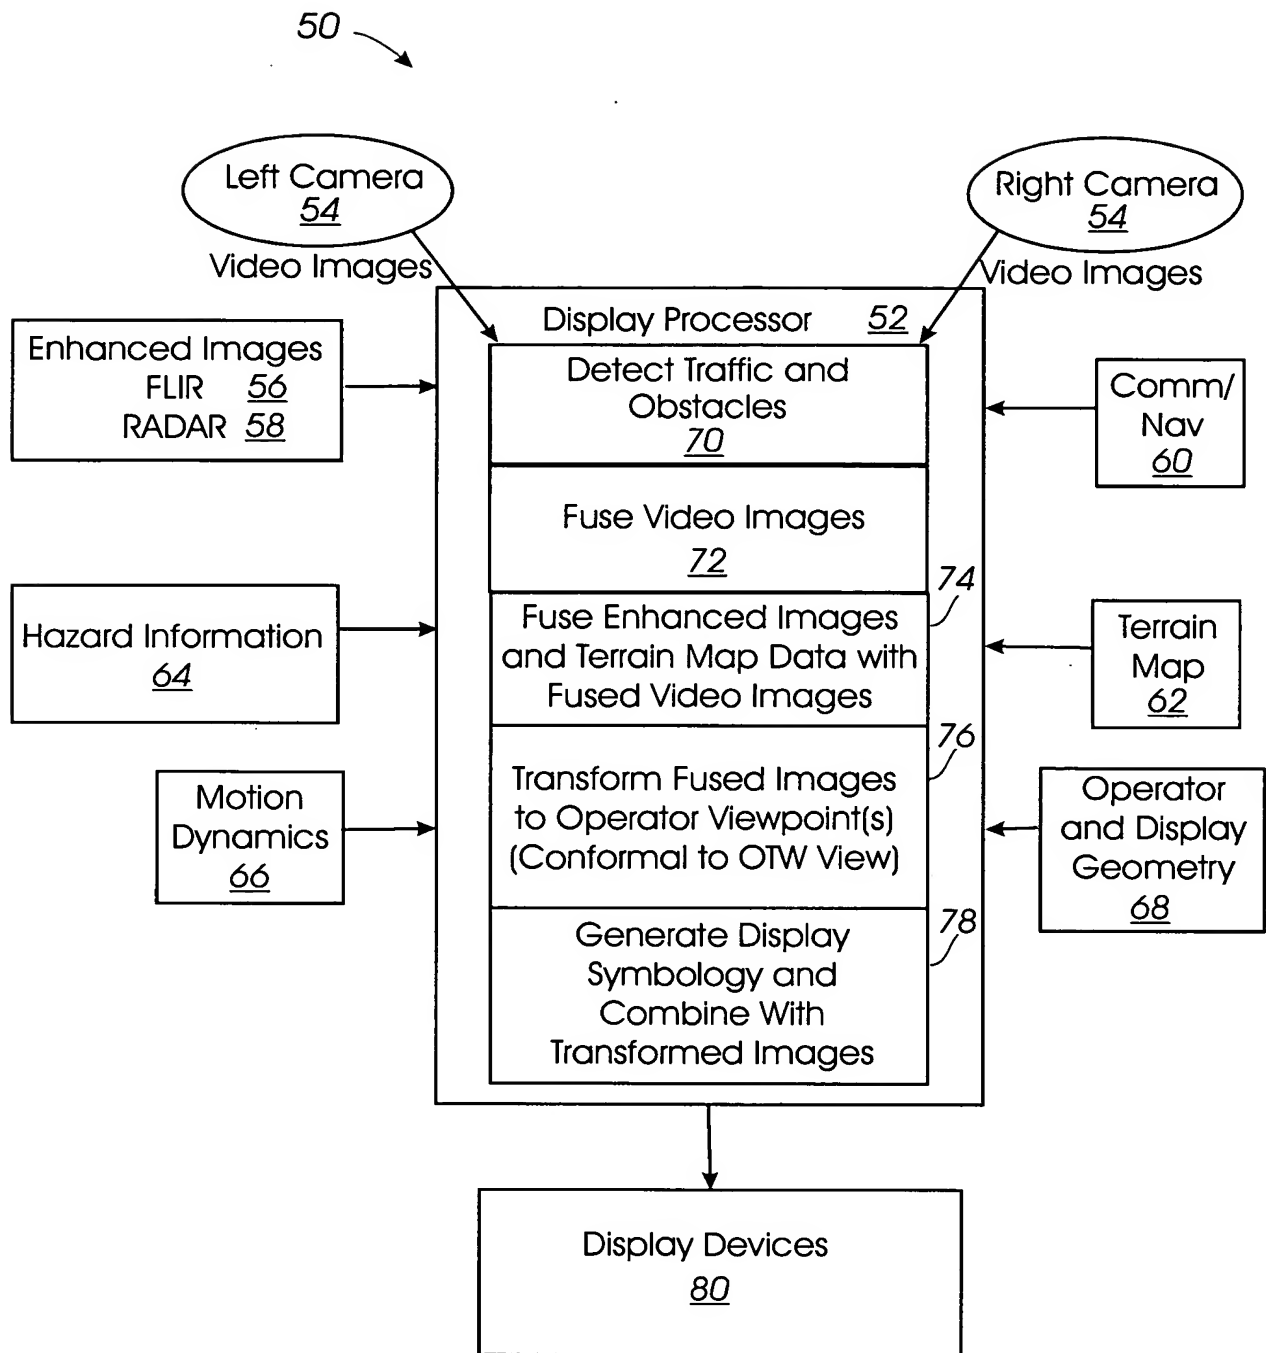 50
Left Camera
54
Right Camera
54
Video Images
Video Images
Display Processor 52
Enhanced Images
FLIR 56
RADAR 58
Detect Traffic and
Obstacles
70
Comm/
Nav
60
Fuse Video Images
72
74
Hazard Information
64
Fuse Enhanced Images
and Terrain Map Data with
Fused Video Images
Terrain
Map
62
76
Motion
Dynamics
66
Transform Fused Images
to Operator Viewpoint(s)
(Conformal to OTW View)
Operator
and Display
Geometry
68
78
Generate Display
Symbology and
Combine With
Transformed Images
Display Devices
80